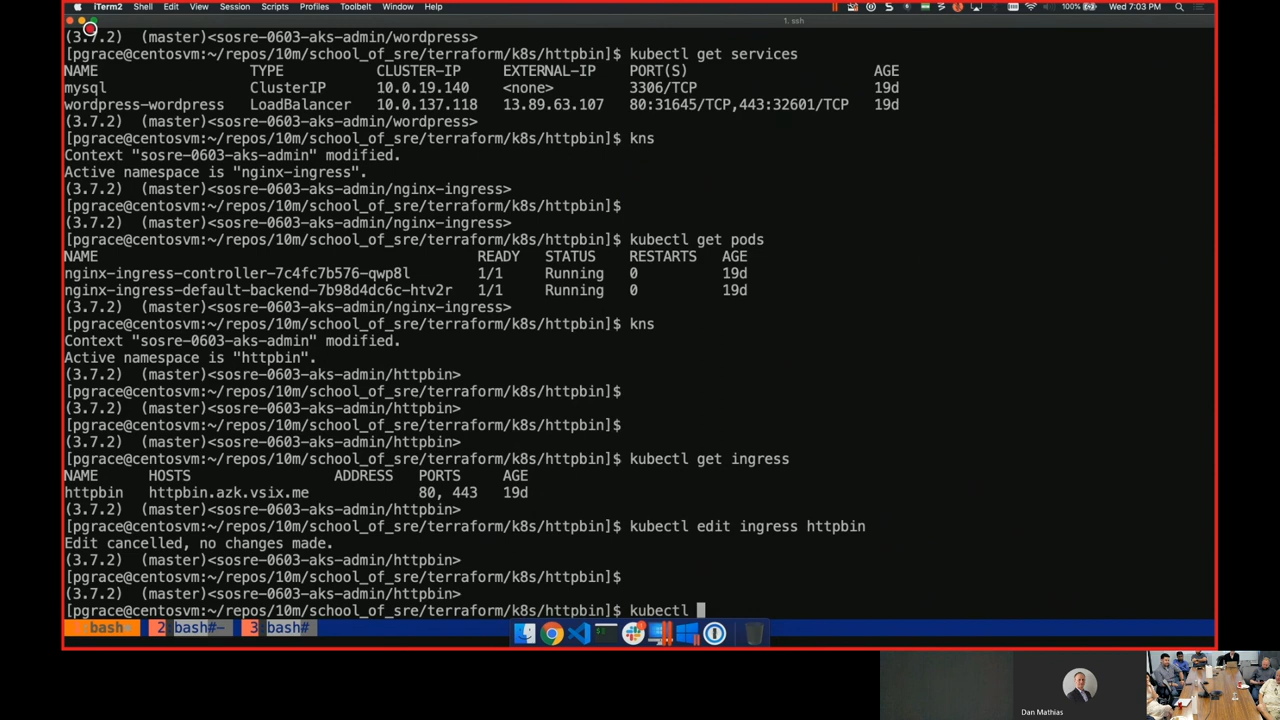 iTerm2 Shell Edit View Session Scripts Profiles Toolbelt Window Help 100% Wed 7:03 PM
1. ssh
(3.7.2) (master)<sosre-0603-aks-admin/wordpress>
[pgrace@centosvm:~/repos/10m/school_of_sre/terraform/k8s/httpbin]$ kubectl get services
NAME TYPE CLUSTER-IP EXTERNAL-IP PORT(S) AGE
mysql ClusterIP 10.0.19.140 <none> 3306/TCP 19d
wordpress-wordpress LoadBalancer 10.0.137.118 13.89.63.107 80:31645/TCP,443:32601/TCP 19d
(3.7.2) (master)<sosre-0603-aks-admin/wordpress>
[pgrace@centosvm:~/repos/10m/school_of_sre/terraform/k8s/httpbin]$ kns
Context "sosre-0603-aks-admin" modified.
Active namespace is "nginx-ingress".
(3.7.2) (master)<sosre-0603-aks-admin/nginx-ingress>
[pgrace@centosvm:~/repos/10m/school_of_sre/terraform/k8s/httpbin]$
(3.7.2) (master)<sosre-0603-aks-admin/nginx-ingress>
[pgrace@centosvm:~/repos/10m/school_of_sre/terraform/k8s/httpbin]$ kubectl get pods
NAME READY STATUS RESTARTS AGE
nginx-ingress-controller-7c4fc7b576-qwp8l 1/1 Running 0 19d
nginx-ingress-default-backend-7b98d4dc6c-htv2r 1/1 Running 0 19d
(3.7.2) (master)<sosre-0603-aks-admin/nginx-ingress>
[pgrace@centosvm:~/repos/10m/school_of_sre/terraform/k8s/httpbin]$ kns
Context "sosre-0603-aks-admin" modified.
Active namespace is "httpbin".
(3.7.2) (master)<sosre-0603-aks-admin/httpbin>
[pgrace@centosvm:~/repos/10m/school_of_sre/terraform/k8s/httpbin]$
(3.7.2) (master)<sosre-0603-aks-admin/httpbin>
[pgrace@centosvm:~/repos/10m/school_of_sre/terraform/k8s/httpbin]$
(3.7.2) (master)<sosre-0603-aks-admin/httpbin>
[pgrace@centosvm:~/repos/10m/school_of_sre/terraform/k8s/httpbin]$ kubectl get ingress
NAME HOSTS ADDRESS PORTS AGE
httpbin httpbin.azk.vsix.me 80, 443 19d
(3.7.2) (master)<sosre-0603-aks-admin/httpbin>
[pgrace@centosvm:~/repos/10m/school_of_sre/terraform/k8s/httpbin]$ kubectl edit ingress httpbin
Edit cancelled, no changes made.
(3.7.2) (master)<sosre-0603-aks-admin/httpbin>
[pgrace@centosvm:~/repos/10m/school_of_sre/terraform/k8s/httpbin]$
(3.7.2) (master)<sosre-0603-aks-admin/httpbin>
[pgrace@centosvm:~/repos/10m/school_of_sre/terraform/k8s/httpbin]$ kubectl
bash 2 bash#- 3 bash#
Dan Mathias